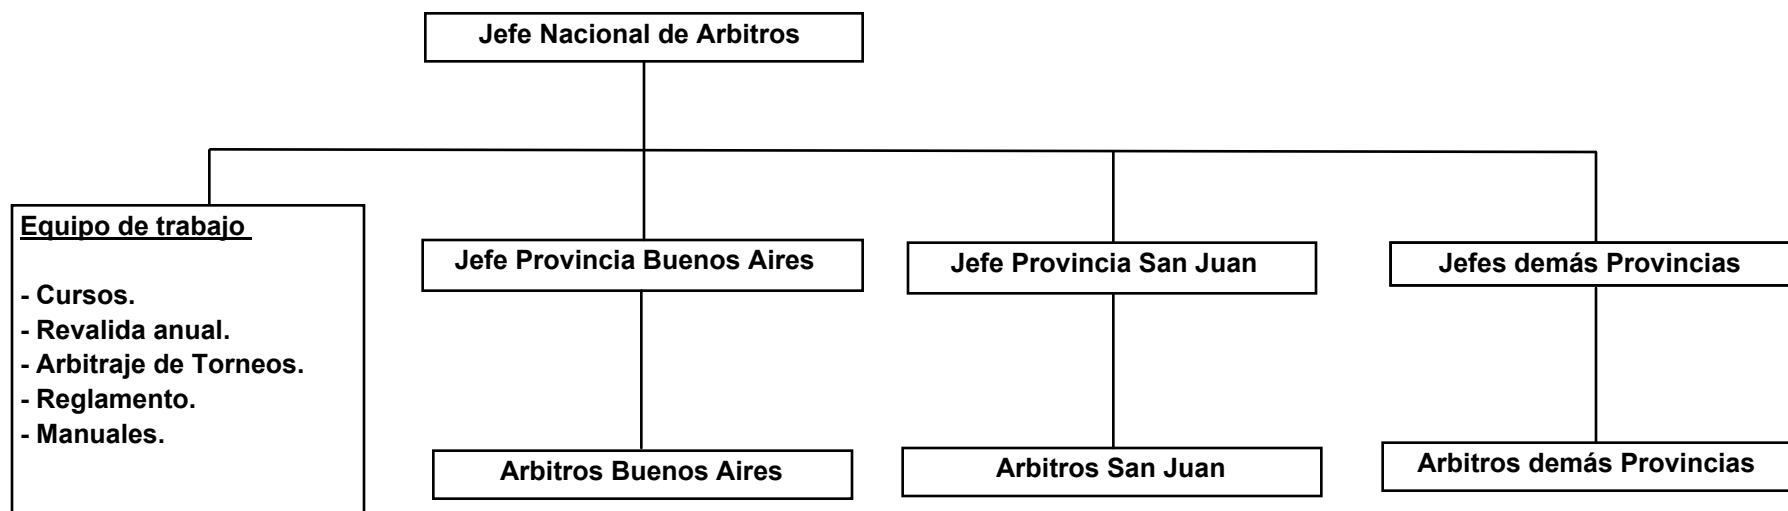 Jefe Nacional de Arbitros
Equipo de trabajo
- Cursos.
- Revalida anual.
- Arbitraje de Torneos.
- Reglamento.
- Manuales.
Jefe Provincia Buenos Aires
Jefe Provincia San Juan
Jefes demás Provincias
Arbitros Buenos Aires
Arbitros San Juan
Arbitros demás Provincias